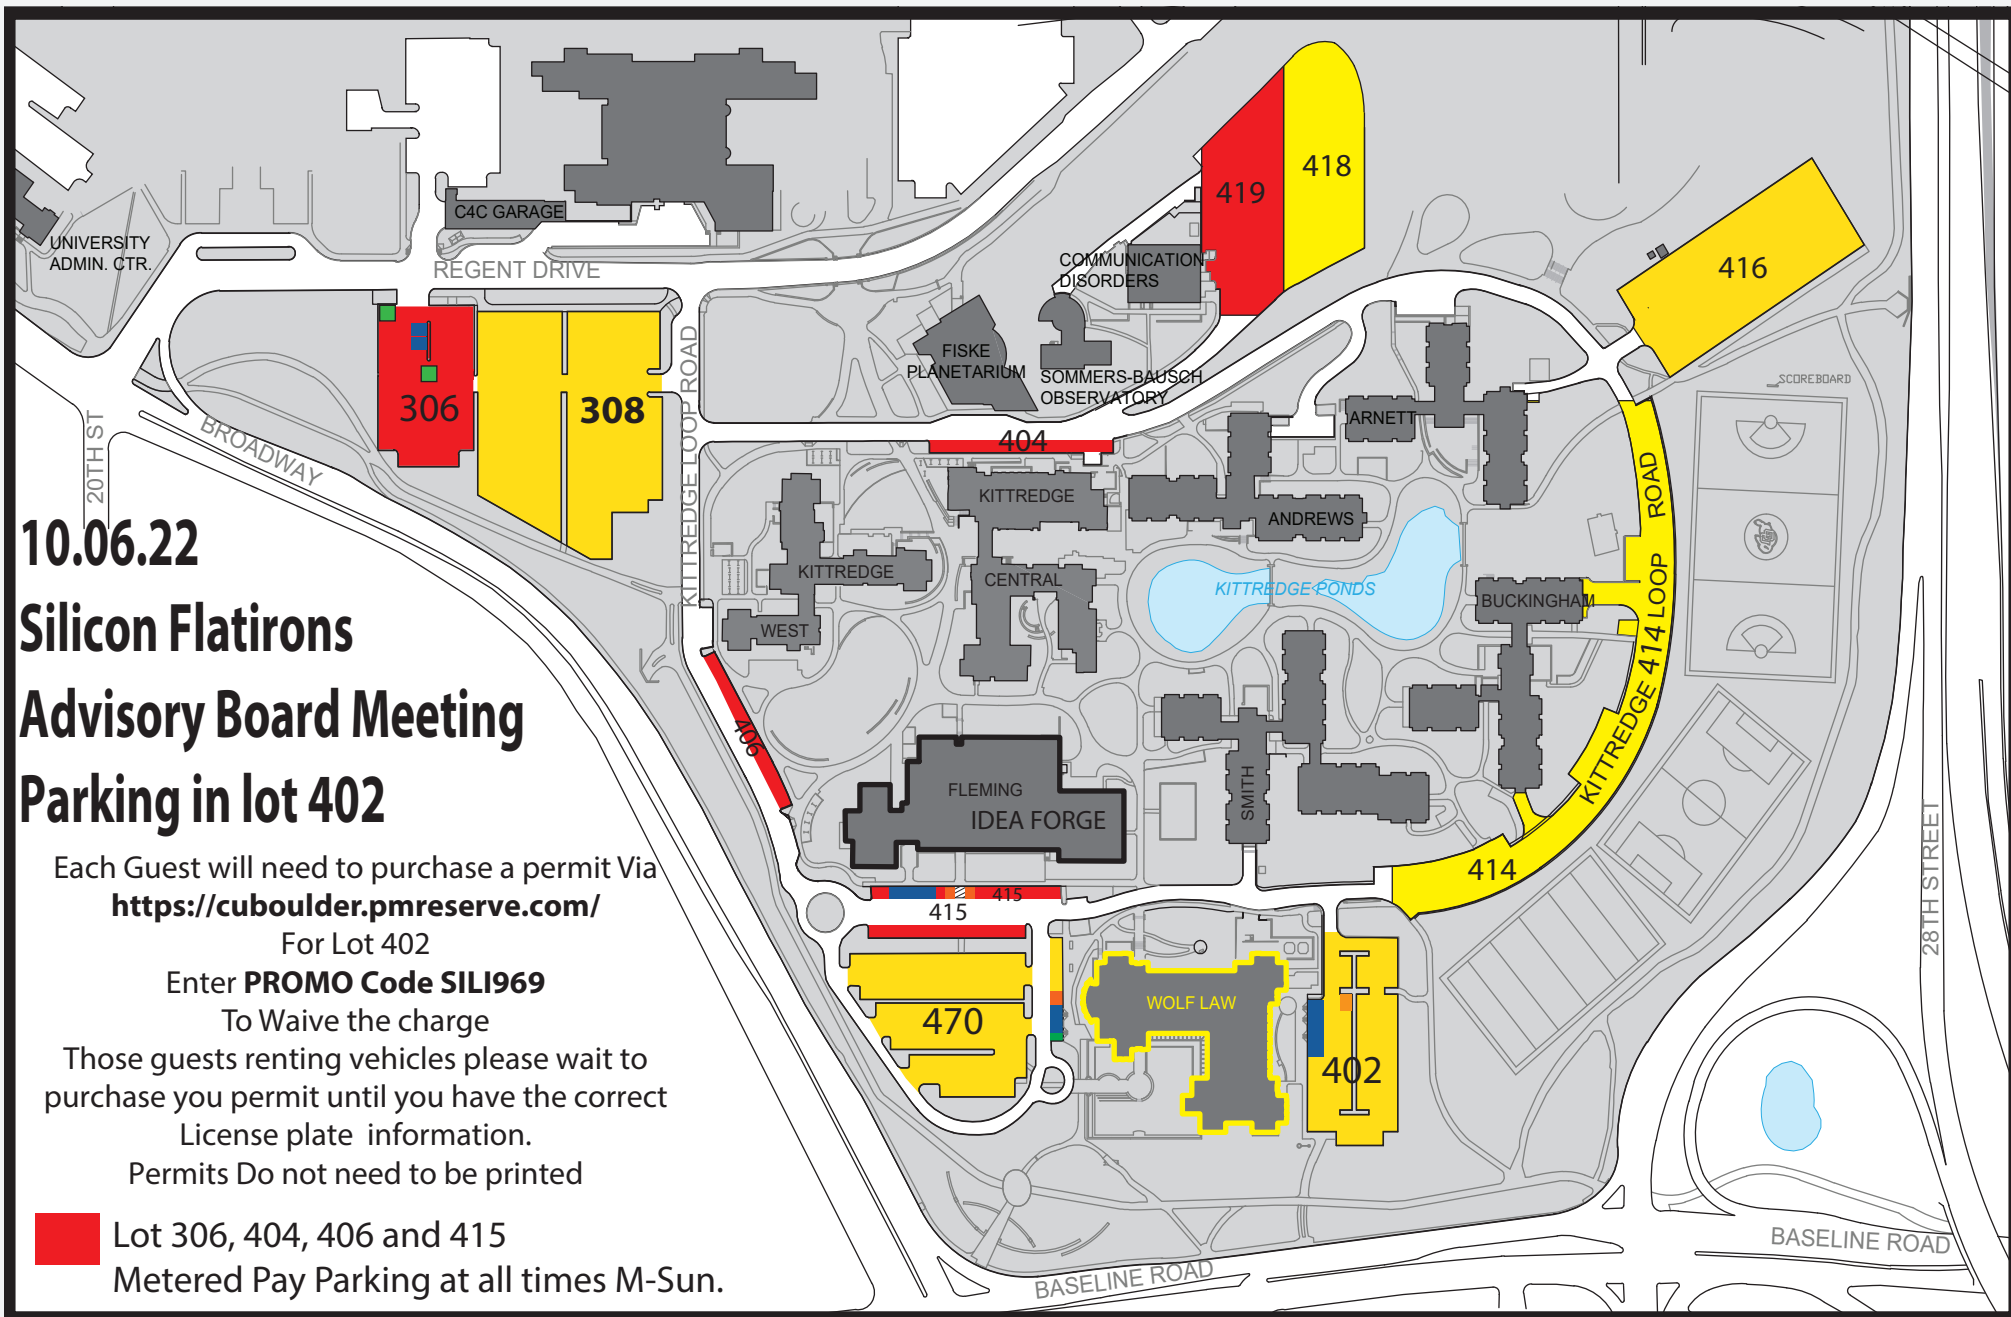 UNIVERSITY
ADMIN. CTR.
C4C GARAGE
REGENT DRIVE
419
418
416
COMMUNICATION
DISORDERS
FISKE
PLANETARIUM
SOMMERS-BAUSCH
OBSERVATORY
SCOREBOARD
306
308
404
ARNETT
20TH ST
BROADWAY
KITTREDGE LOOP ROAD
KITTREDGE
ANDREWS
KITTREDGE
CENTRAL
KITTREDGE PONDS
BUCKINGHAM
WEST
KITTREDGE 414 LOOP ROAD
406
10.06.22
Silicon Flatirons
Advisory Board Meeting
Parking in lot 402
FLEMING
IDEA FORGE
SMITH
414
28TH STREET
415
415
WOLF LAW
470
402
Each Guest will need to purchase a permit Via
https://cuboulder.pmreserve.com/
For Lot 402
Enter PROMO Code SILI969
To Waive the charge
Those guests renting vehicles please wait to
purchase you permit until you have the correct
License plate information.
Permits Do not need to be printed
Lot 306, 404, 406 and 415
Metered Pay Parking at all times M-Sun.
BASELINE ROAD
BASELINE ROAD